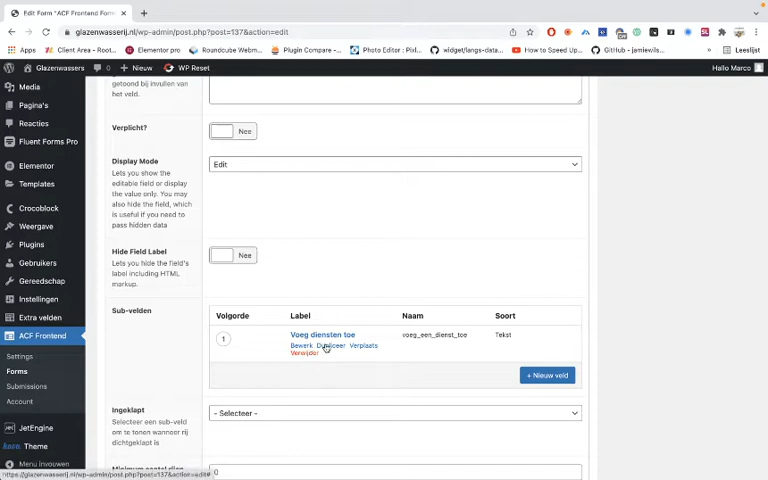 Edit Form "ACF Frontend Form
glazenwasserij.nl/wp-admin/post.php?post=137&action=edit
Apps
Client Area - Root...
Elementor pro
Roundcube Webm...
Plugin Compare -...
Photo Editor : Pixl...
widget/langs-data...
How to Speed Up...
GitHub - jamiewils...
»
Leeslijst
Glazenwassers
0
+ Nieuw
WP Reset
Hallo Marco
Media
Pagina's
Reacties
Fluent Forms Pro
Elementor
Templates
Crocoblock
Weergave
Plugins
Gebruikers
Gereedschap
Instellingen
Extra velden
ACF Frontend
Settings
Forms
Submissions
Account
JetEngine
Theme
Menu invouwen
getoond bij invullen van
het veld.
Verplicht?
Nee
Display Mode
Lets you show the
editable field or display
the value only. You may
also hide the field, which
is useful if you need to
pass hidden data
Edit
Hide Field Label
Lets you hide the field's
label including HTML
markup.
Nee
Sub-velden
Volgorde
Label
Naam
Soort
1
Voeg diensten toe
voeg_een_dienst_toe
Tekst
Bewerk Dupliceer Verplaats
Verwijder
+ Nieuw veld
Ingeklapt
Selecteer een sub-veld
om te tonen wanneer rij
dichtgeklapt is
- Selecteer -
Minimum aantal rijen
0
https://glazenwasserij.nl/wp-admin/post.php?post=137&action=edit#